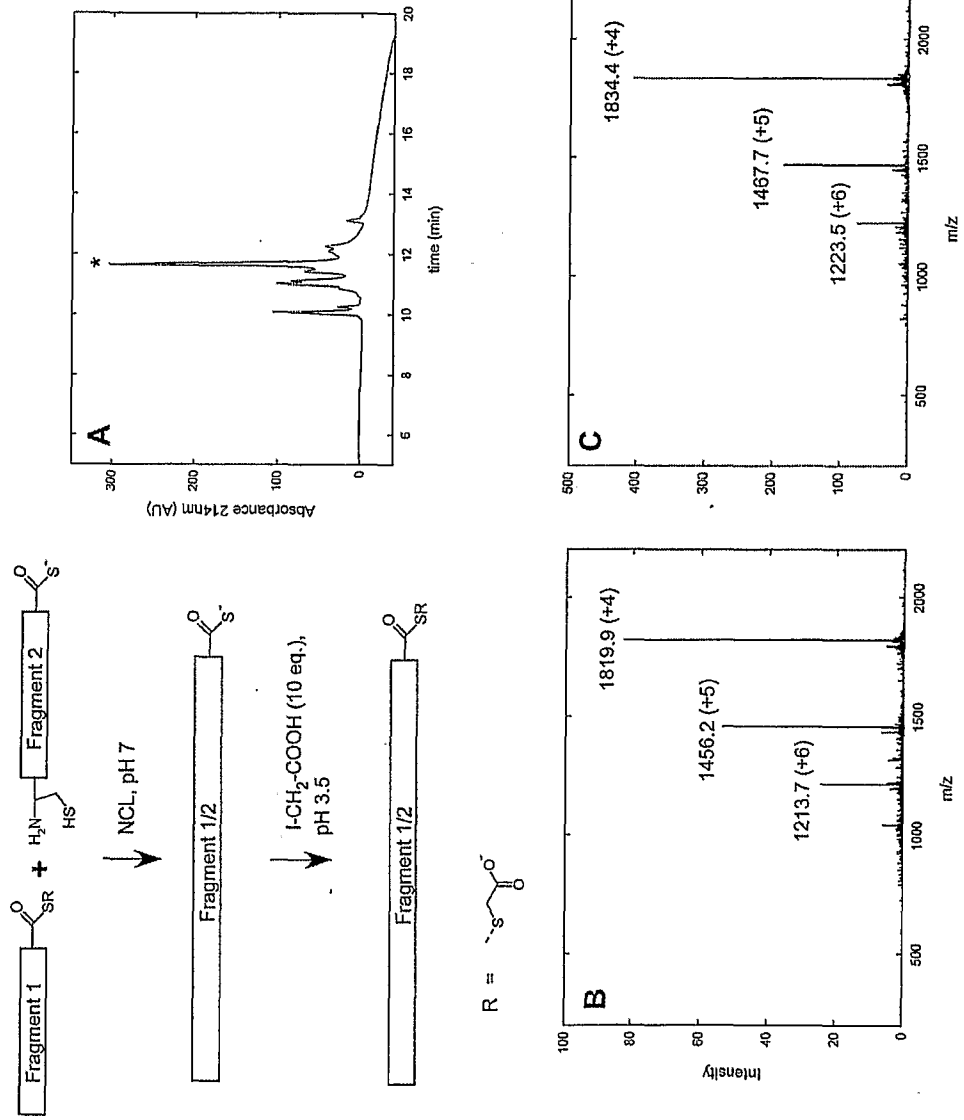 Fragment 1
O
SR
+
H₂N
HS
Fragment 2
O
S-
NCL, pH 7
Fragment 1/2
O
S-
I-CH₂-COOH (10 eq.),
pH 3.5
Fragment 1/2
O
SR
R =
S
O-
O
A
*
Absorbance 214nm (AU)
300
200
100
0
6
8
10
12
14
16
18
20
time (min)
B
Intensity
100
80
60
40
20
0
1213.7 (+6)
1456.2 (+5)
1819.9 (+4)
500
1000
1500
2000
m/z
C
500
400
300
200
100
0
1223.5 (+6)
1467.7 (+5)
1834.4 (+4)
500
1000
1500
2000
m/z